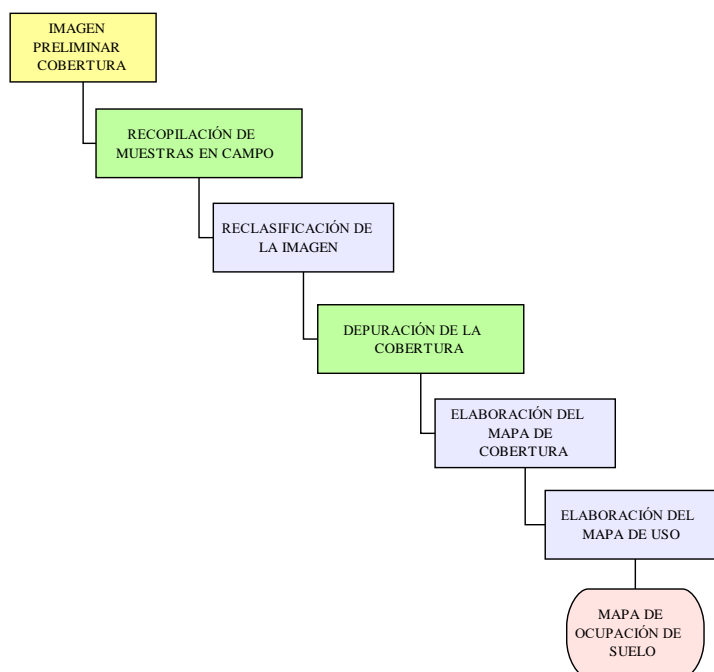 IMAGEN
PRELIMINAR
COBERTURA
RECOPILACIÓN DE
MUESTRAS EN CAMPO
RECLASIFICACIÓN DE
LA IMAGEN
DEPURACIÓN DE LA
COBERTURA
ELABORACIÓN DEL
MAPA DE
COBERTURA
ELABORACIÓN DEL
MAPA DE USO
MAPA DE
OCUPACIÓN DE
SUELO